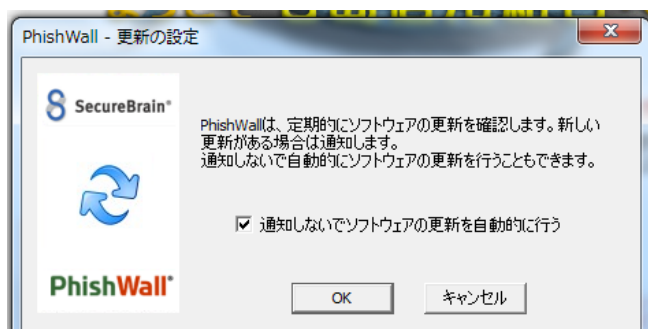 PhishWall - 更新の設定
SecureBrain®
PhishWallは、定期的にソフトウェアの更新を確認します。新しい
更新がある場合は通知します。
通知しないで自動的にソフトウェアの更新を行うこともできます。
通知しないでソフトウェアの更新を自動的に行う
PhishWall®
OK
キャンセル